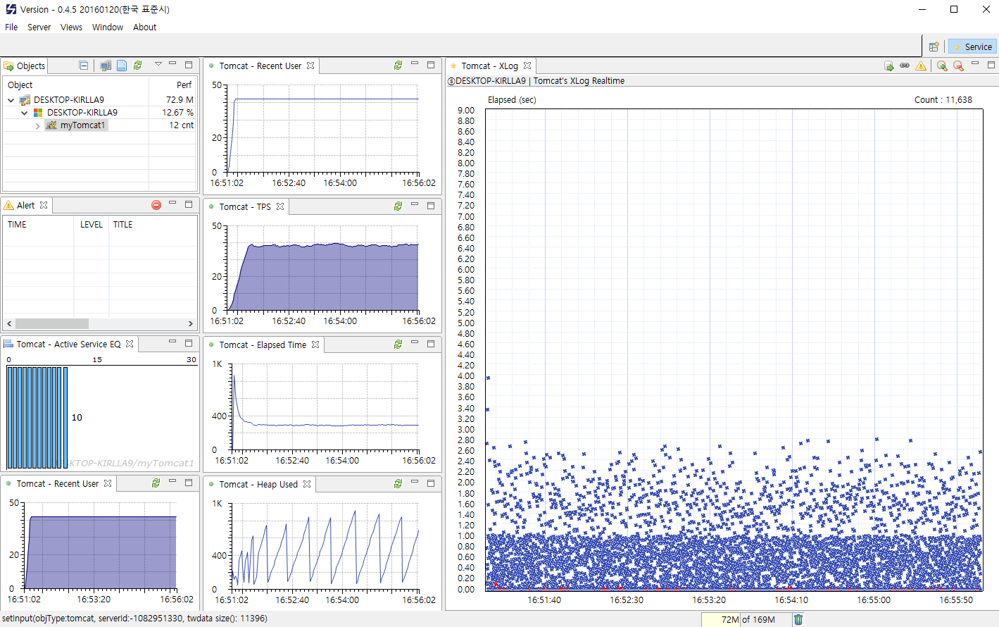 Version - 0.4.5 20160120(한국 표준시)
File Server Views Window About
Service
Objects
Object Perf
DESKTOP-KIRLLA9 72.9 M
DESKTOP-KIRLLA9 12.67 %
myTomcat1 12 cnt
Alert
TIME LEVEL TITLE
Tomcat - Active Service EQ
0 15 30
10
KTOP-KIRLLA9/myTomcat1
Tomcat - Recent User
50
20
0
16:51:02 16:53:20 16:56:02
Tomcat - Recent User
50
20
0
16:51:02 16:52:40 16:54:00 16:56:02
Tomcat - TPS
50
20
0
16:51:02 16:52:40 16:54:00 16:56:02
Tomcat - Elapsed Time
1K
400
0
16:51:02 16:52:40 16:54:00 16:56:02
Tomcat - Heap Used
1K
400
0
16:51:02 16:52:40 16:54:00 16:56:02
Tomcat - XLog
DESKTOP-KIRLLA9 | Tomcat's XLog Realtime
Elapsed (sec) Count : 11,638
9.00
8.80
8.60
8.40
8.20
8.00
7.80
7.60
7.40
7.20
7.00
6.80
6.60
6.40
6.20
6.00
5.80
5.60
5.40
5.20
5.00
4.80
4.60
4.40
4.20
4.00
3.80
3.60
3.40
3.20
3.00
2.80
2.60
2.40
2.20
2.00
1.80
1.60
1.40
1.20
1.00
0.80
0.60
0.40
0.20
0.00
16:51:40 16:52:30 16:53:20 16:54:10 16:55:00 16:55:50
setInput(objType:tomcat, serverId:-1082951330, twdata size(): 11396)
72M of 169M